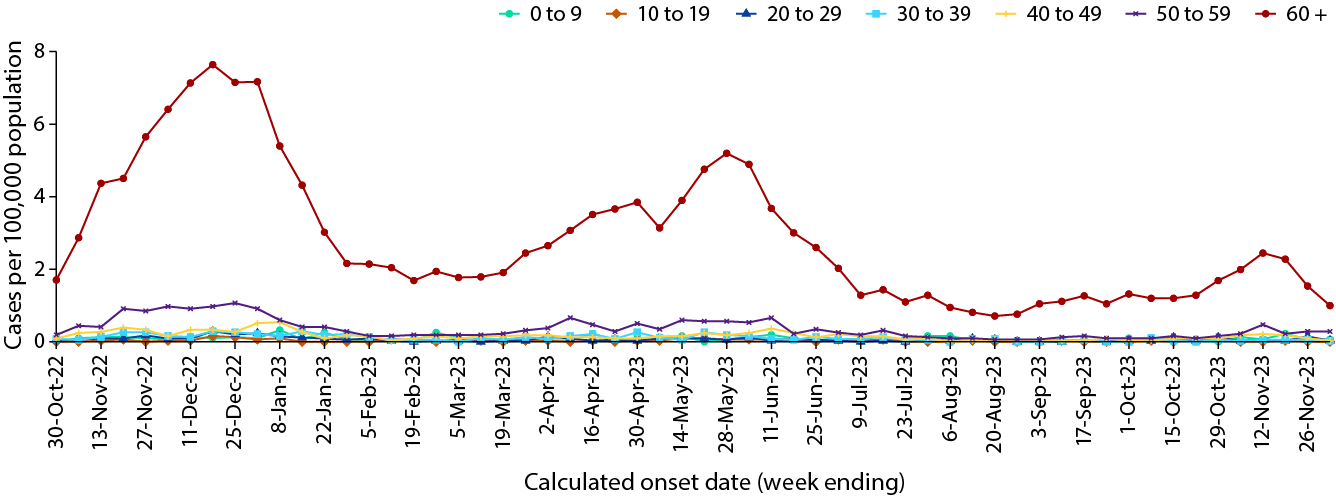 0 to 9 10 to 19 20 to 29 30 to 39 40 to 49 50 to 59 60 +
Cases per 100,000 population
8
6
4
2
0
30-Oct-22
13-Nov-22
27-Nov-22
11-Dec-22
25-Dec-22
8-Jan-23
22-Jan-23
5-Feb-23
19-Feb-23
5-Mar-23
19-Mar-23
2-Apr-23
16-Apr-23
30-Apr-23
14-May-23
28-May-23
11-Jun-23
25-Jun-23
9-Jul-23
23-Jul-23
6-Aug-23
20-Aug-23
3-Sep-23
17-Sep-23
1-Oct-23
15-Oct-23
29-Oct-23
12-Nov-23
26-Nov-23
Calculated onset date (week ending)